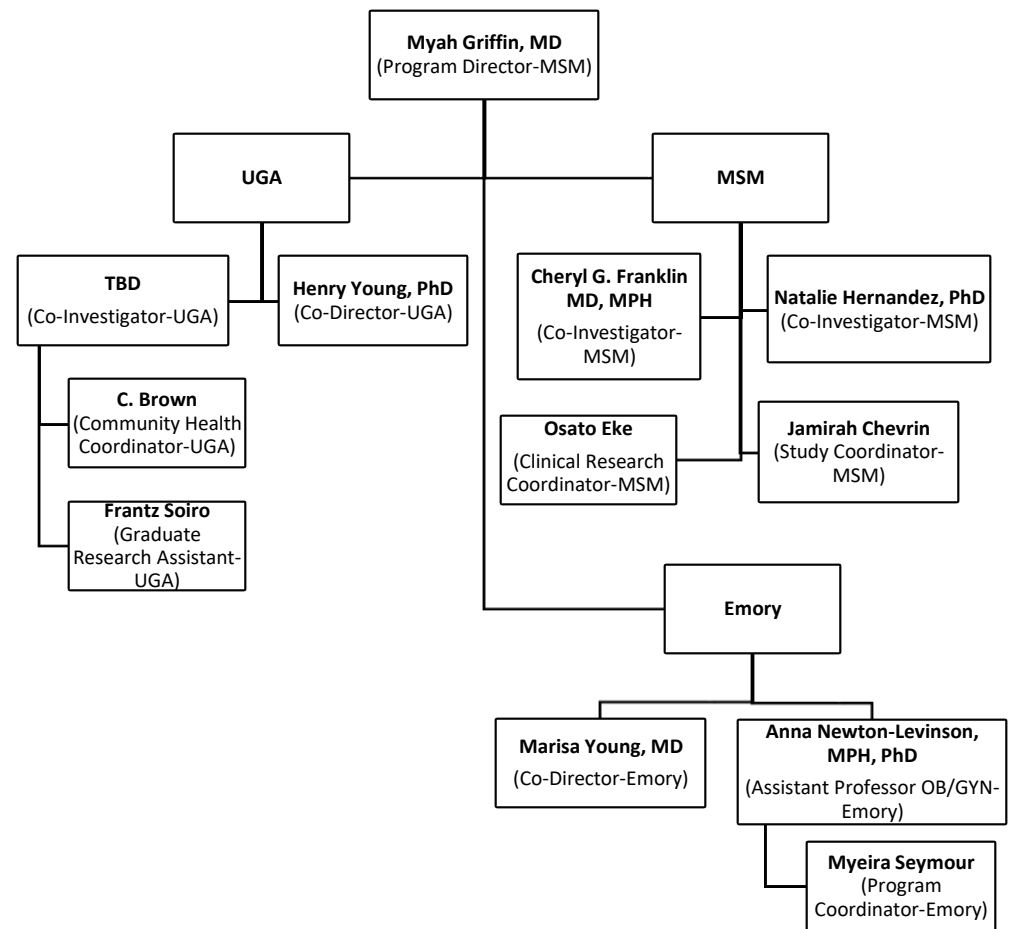 Myah Griffin, MD
(Program Director-MSM)
UGA
MSM
TBD
(Co-Investigator-UGA)
Henry Young, PhD
(Co-Director-UGA)
C. Brown
(Community Health
Coordinator-UGA)
Frantz Soiro
(Graduate
Research Assistant-
UGA)
Cheryl G. Franklin
MD, MPH
(Co-Investigator-
MSM)
Natalie Hernandez, PhD
(Co-Investigator-MSM)
Osato Eke
(Clinical Research
Coordinator-MSM)
Jamirah Chevrin
(Study Coordinator-
MSM)
Emory
Marisa Young, MD
(Co-Director-Emory)
Anna Newton-Levinson,
MPH, PhD
(Assistant Professor OB/GYN-
Emory)
Myeira Seymour
(Program
Coordinator-Emory)